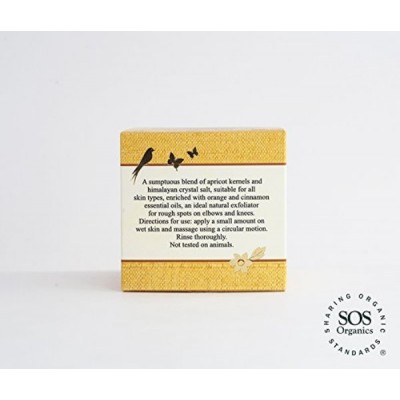 A sumptuous blend of apricot kernels and
himalayan crystal salt, suitable for all
skin types, enriched with orange and cinnamon
essential oils, an ideal natural exfoliator
for rough spots on elbows and knees.
Directions for use: apply a small amount on
wet skin and massage using a circular motion.
Rinse thoroughly.
Not tested on animals.
SHARING ORGANIC
SOS
Organics
STANDARDS ®